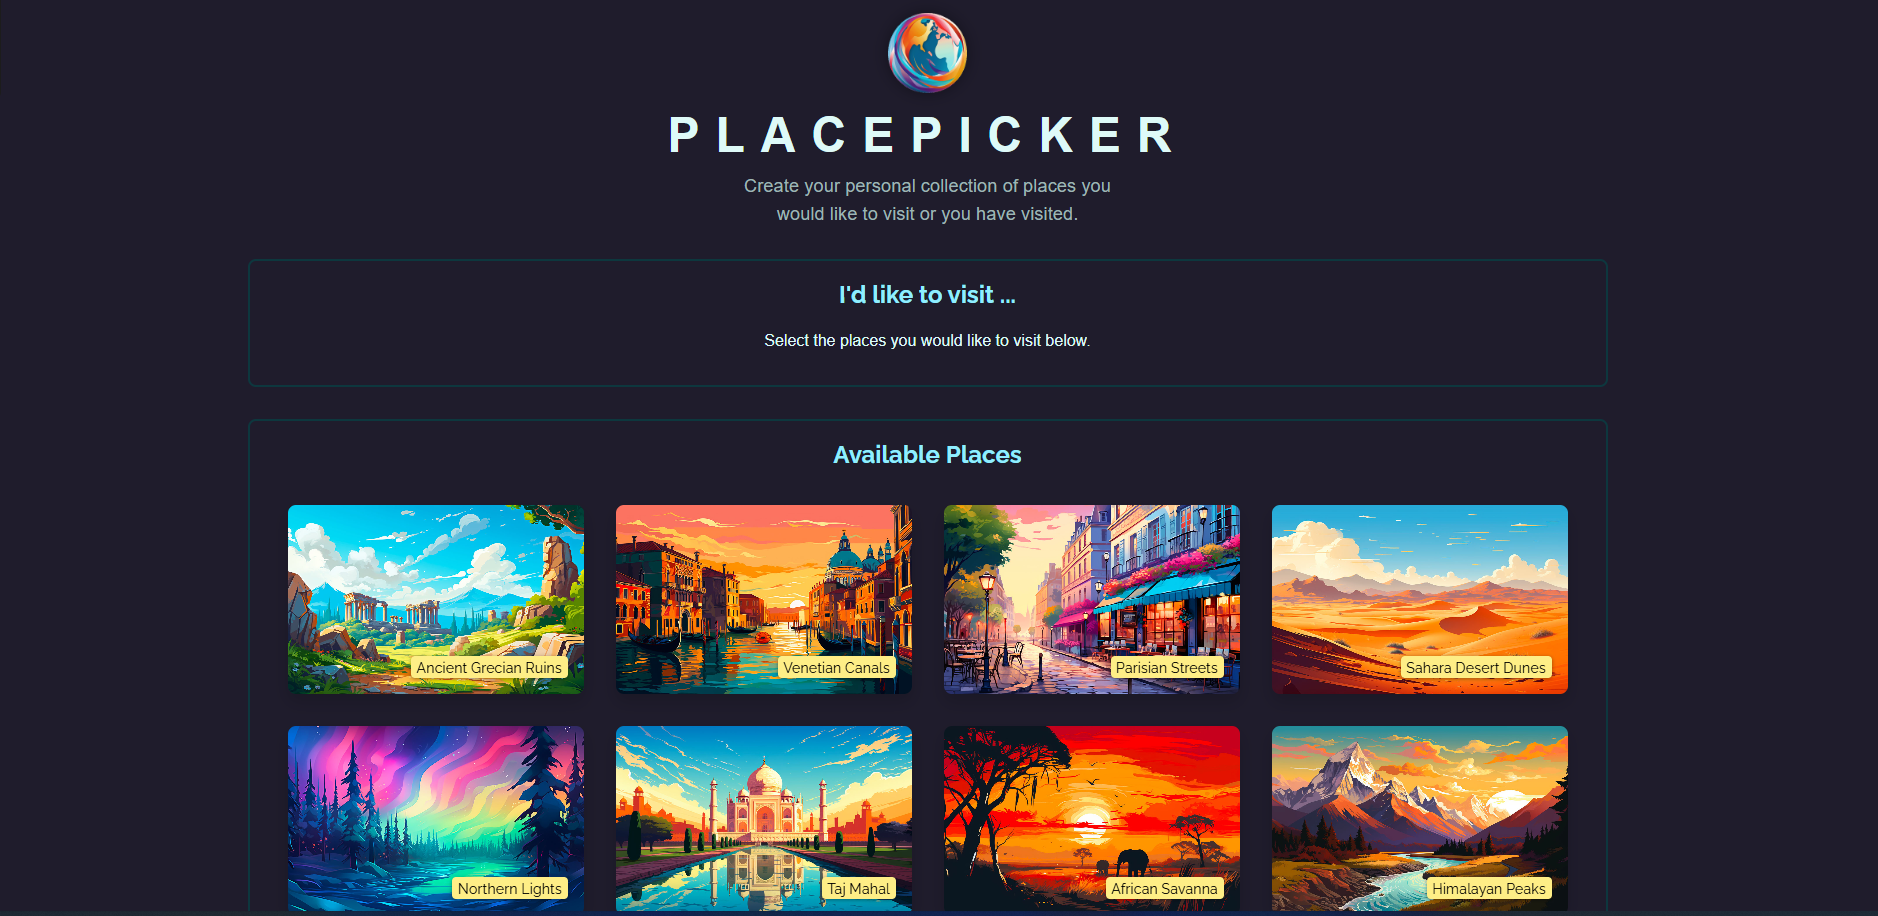 PLACEPICKER
Create your personal collection of places you
would like to visit or you have visited.
I'd like to visit ...
Select the places you would like to visit below.
Available Places
Ancient Grecian Ruins
Venetian Canals
Parisian Streets
Sahara Desert Dunes
Northern Lights
Taj Mahal
African Savanna
Himalayan Peaks